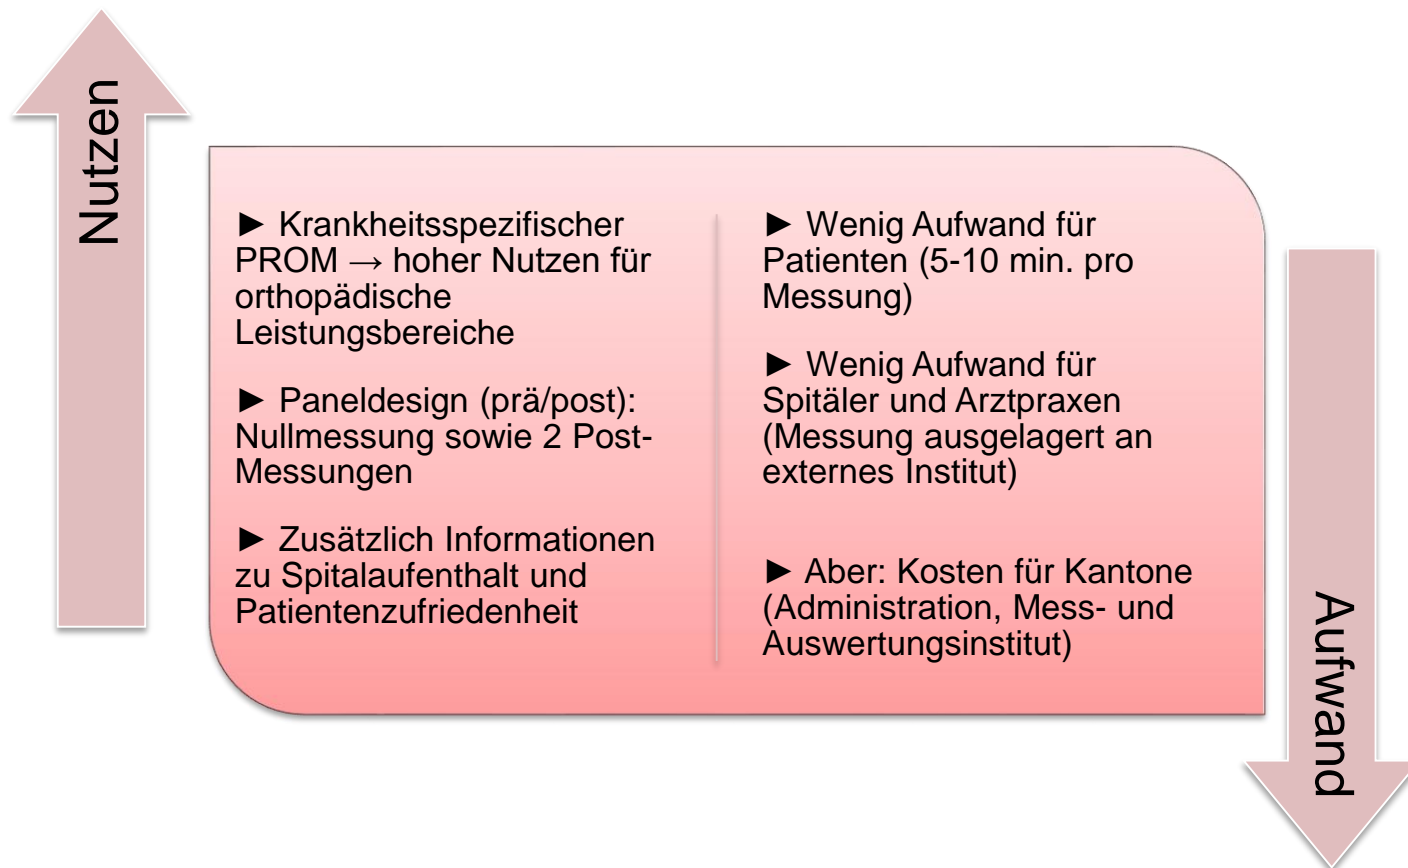 Nutzen
► Krankheitsspezifischer
PROM → hoher Nutzen für
orthopädische
Leistungsbereiche
► Paneldesign (prä/post):
Nullmessung sowie 2 Post-
Messungen
► Zusätzlich Informationen
zu Spitalaufenthalt und
Patientenzufriedenheit
► Wenig Aufwand für
Patienten (5-10 min. pro
Messung)
► Wenig Aufwand für
Spitäler und Arztpraxen
(Messung ausgelagert an
externes Institut)
► Aber: Kosten für Kantone
(Administration, Mess- und
Auswertungsinstitut)
Aufwand